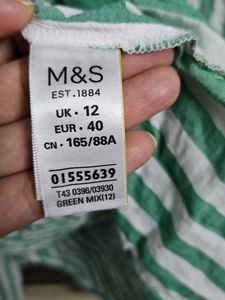 M&S
EST. 1884
UK • 12
EUR • 40
CN • 165/88A
01555639
T43 0396/03930
GREEN MIX(12)